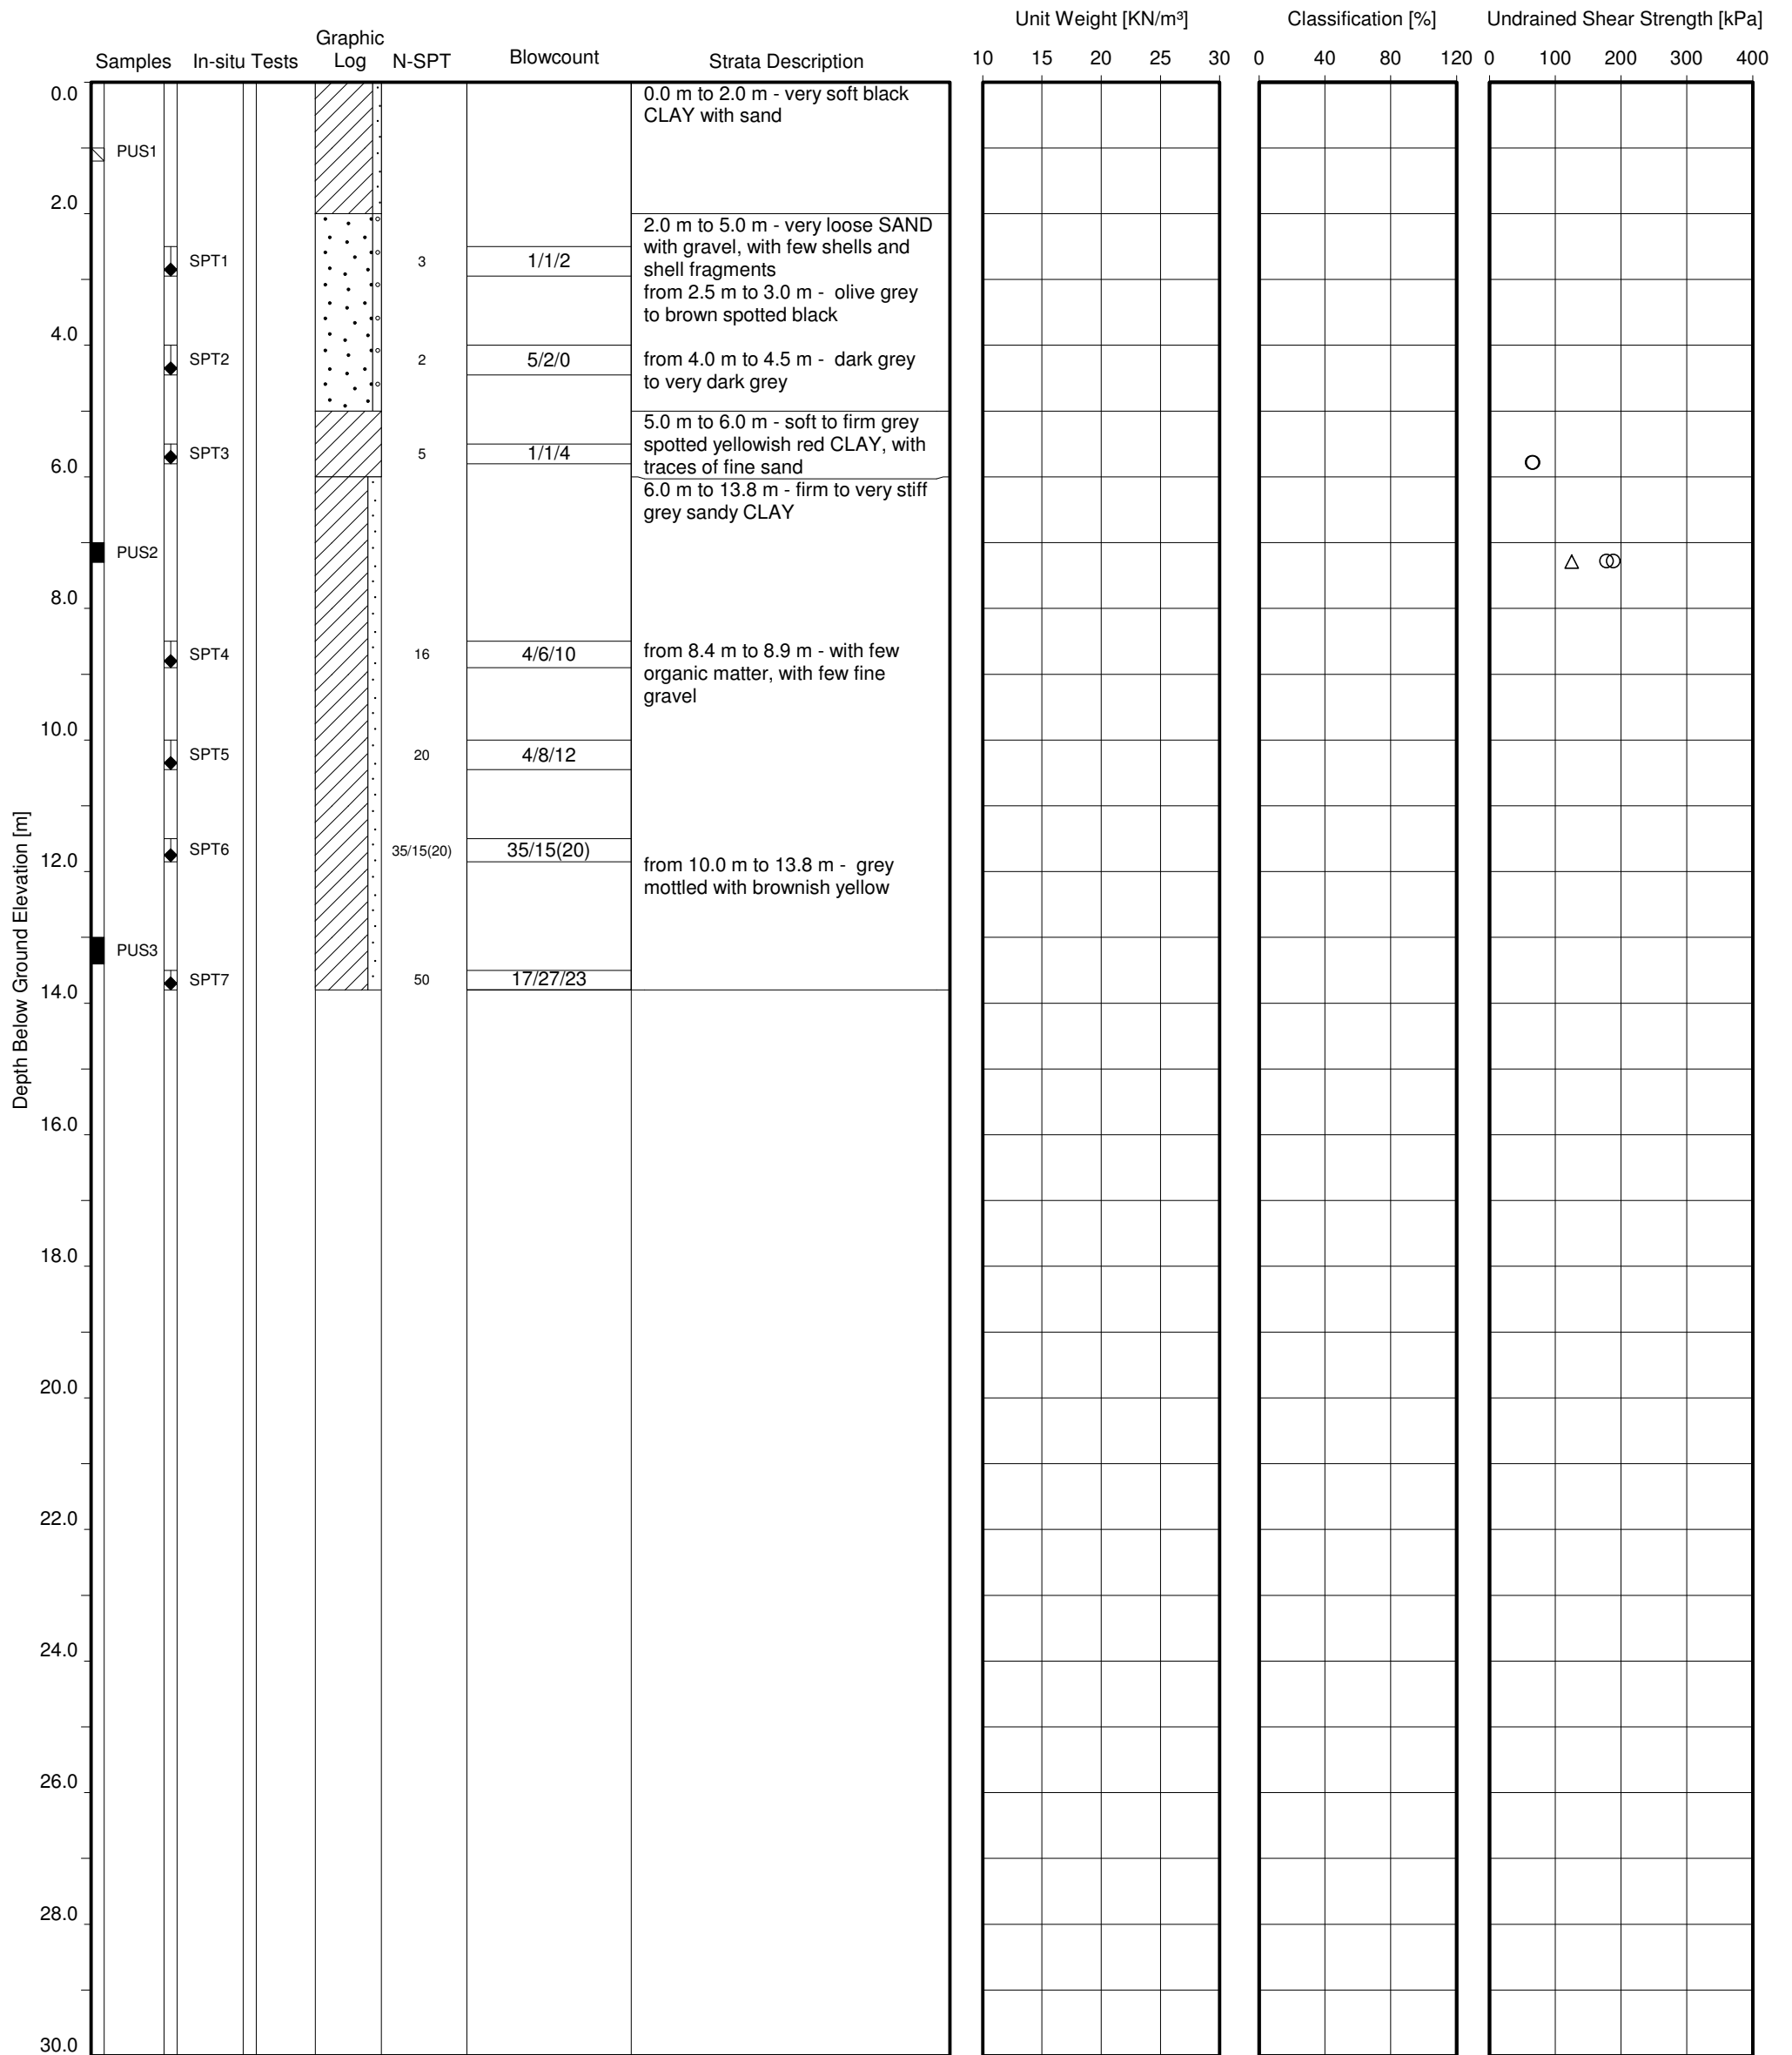 Unit Weight [KN/m³]
Classification [%]
Undrained Shear Strength [kPa]
Samples
In-situ Tests
Graphic
Log
N-SPT
Blowcount
Strata Description
10 15 20 25 30
0 40 80 120
0 100 200 300 400
0.0
0.0 m to 2.0 m - very soft black
CLAY with sand
PUS1
2.0
2.0 m to 5.0 m - very loose SAND
with gravel, with few shells and
shell fragments
SPT1 3 1/1/2
from 2.5 m to 3.0 m - olive grey
to brown spotted black
4.0
SPT2 2 5/2/0
from 4.0 m to 4.5 m - dark grey
to very dark grey
5.0 m to 6.0 m - soft to firm grey
spotted yellowish red CLAY, with
traces of fine sand
SPT3 5 1/1/4
6.0
6.0 m to 13.8 m - firm to very stiff
grey sandy CLAY
PUS2
8.0
SPT4 16 4/6/10
from 8.4 m to 8.9 m - with few
organic matter, with few fine
gravel
10.0
SPT5 20 4/8/12
SPT6 35/15(20) 35/15(20)
12.0
from 10.0 m to 13.8 m - grey
mottled with brownish yellow
PUS3
SPT7 50 17/27/23
14.0
16.0
18.0
20.0
22.0
24.0
26.0
28.0
30.0
Depth Below Ground Elevation [m]